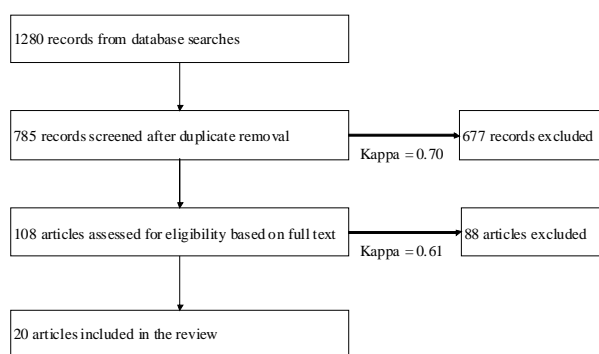 1280 records from database searches
785 records screened after duplicate removal
677 records excluded
Kappa = 0.70
108 articles assessed for eligibility based on full text
88 articles excluded
Kappa = 0.61
20 articles included in the review